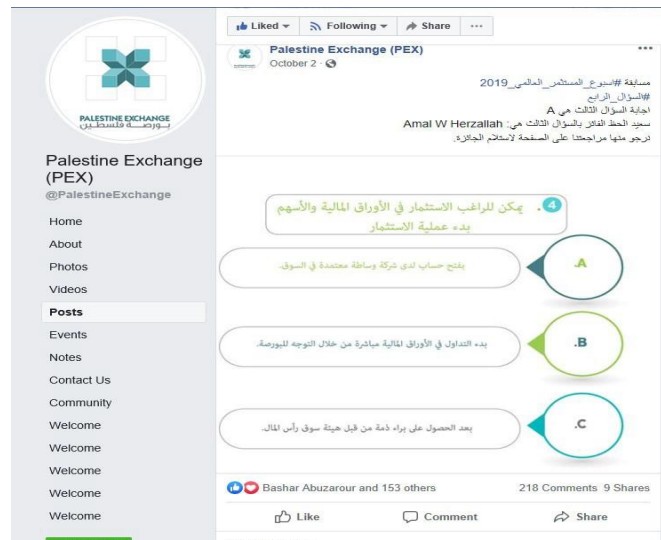 Liked
Following
Share
PALESTINE EXCHANGE
بورصة فلسطين
Palestine Exchange (PEX)
October 2
مسابقة #اسبوع_المستثمر_العالمي_2019
#السؤال_الرابع
اجابة السؤال الثالث هي A
سعيد الحظ الفائز بالسؤال الثالث هي: Amal W Herzallah
نرجو منها مراجعتنا على الصفحة لاستلام الجائزة.
Palestine Exchange
(PEX)
@PalestineExchange
Home
About
Photos
Videos
Posts
Events
Notes
Contact Us
Community
Welcome
Welcome
Welcome
Welcome
Welcome
4. يمكن للراغب الاستثمار في الأوراق المالية والأسهم
بدء عملية الاستثمار
A.
بفتح حساب لدى شركة وساطة معتمدة في السوق.
B.
بدء التداول في الأوراق المالية مباشرة من خلال التوجه للبورصة.
C.
بعد الحصول على براءة ذمة من قبل هيئة سوق رأس المال.
Bashar Abuzarour and 153 others
218 Comments 9 Shares
Like
Comment
Share